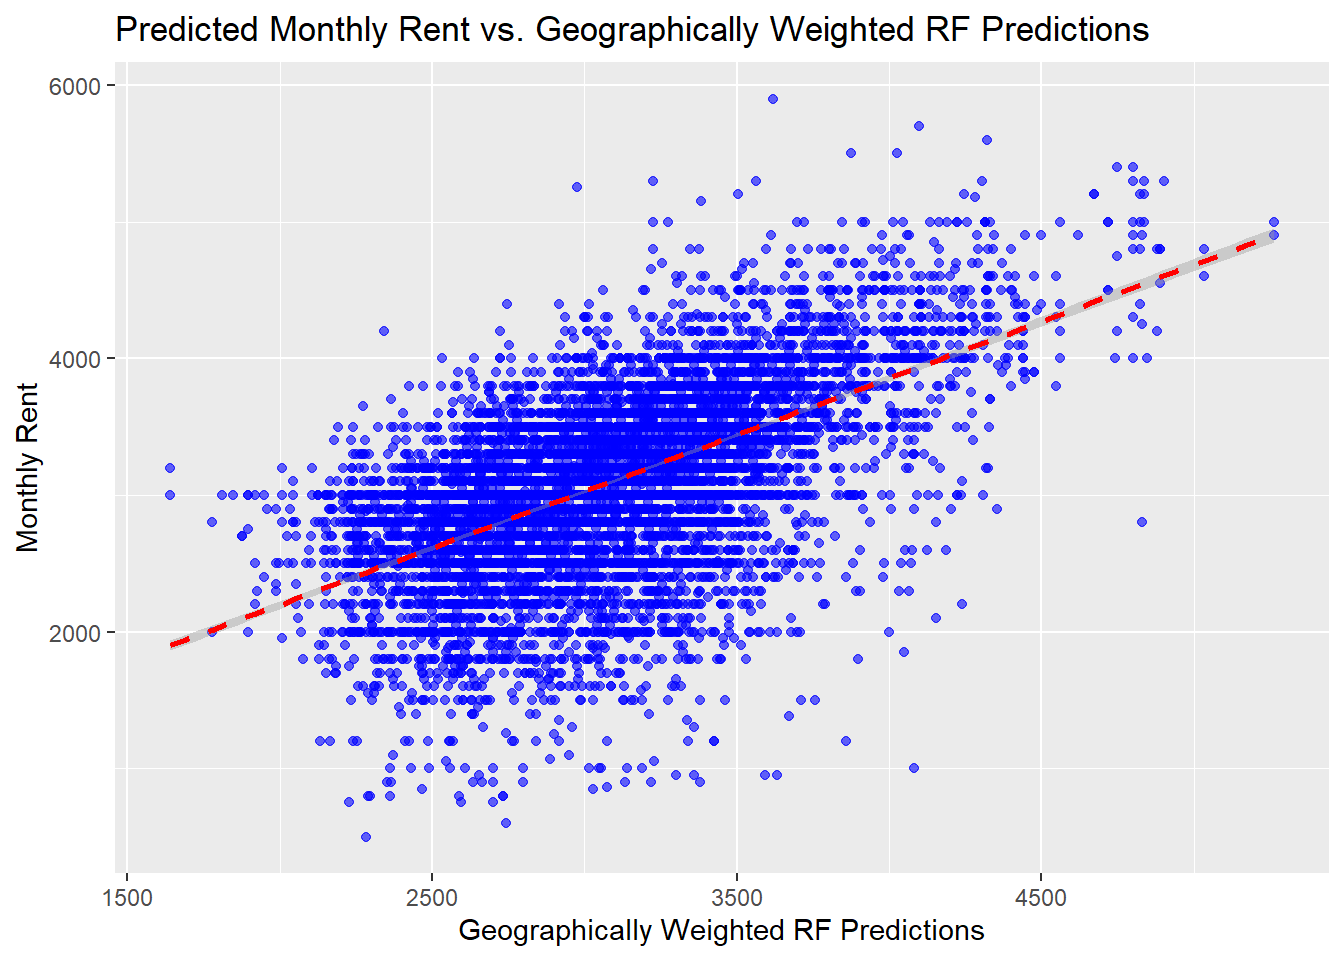 Predicted Monthly Rent vs. Geographically Weighted RF Predictions
6000
4000
2000
Monthly Rent
1500 2500 3500 4500
Geographically Weighted RF Predictions